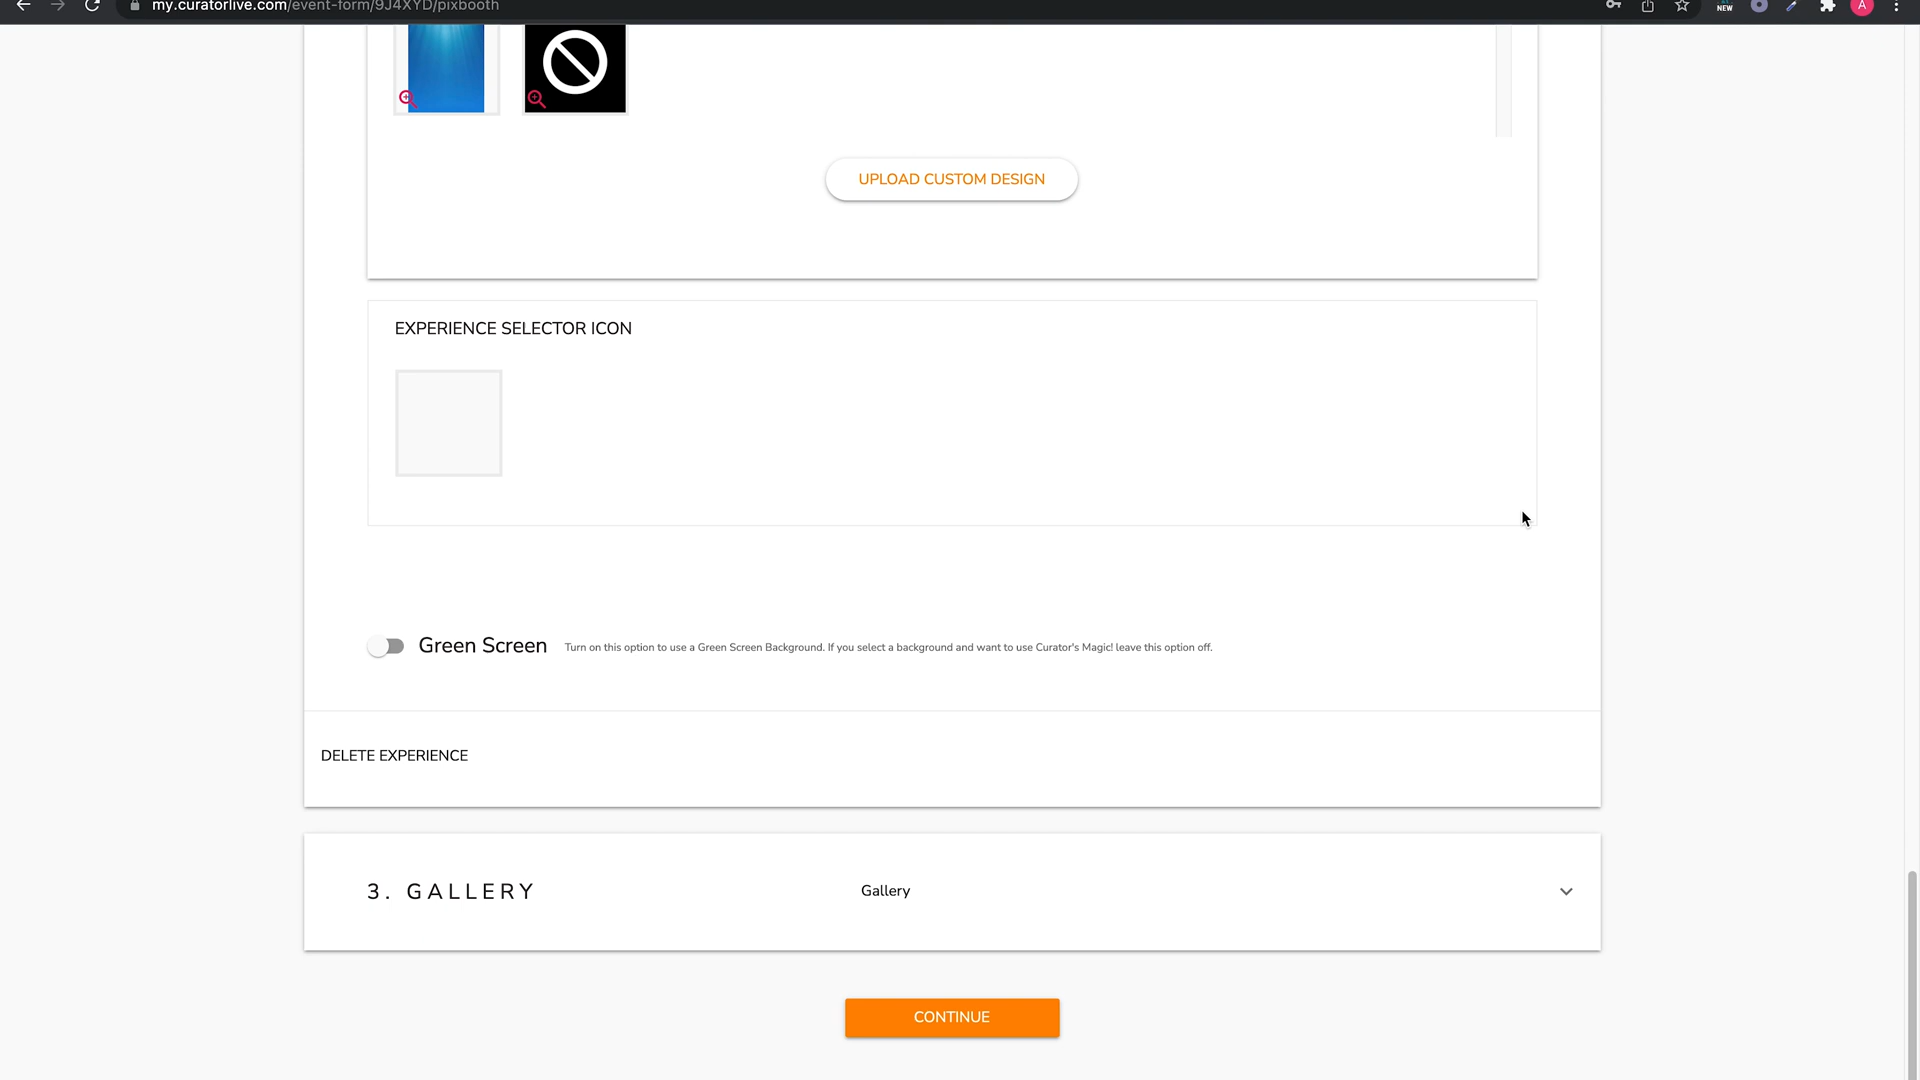 my.curatorlive.com/event-form/9J4XYD/pixbooth
NEW
A
UPLOAD CUSTOM DESIGN
EXPERIENCE SELECTOR ICON
Green Screen
Turn on this option to use a Green Screen Background. If you select a background and want to use Curator's Magic! leave this option off.
DELETE EXPERIENCE
3. GALLERY
Gallery
CONTINUE